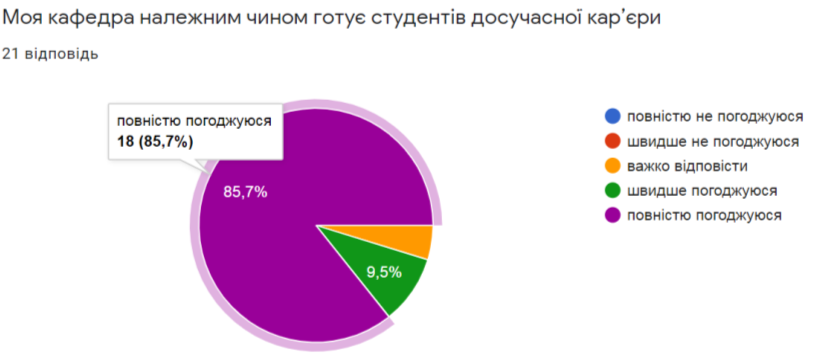 Моя кафедра належним чином готує студентів досучасної кар'єри
21 відповідь
повністю погоджуюся
18 (85,7%)
85,7%
9,5%
повністю не погоджуюся
швидше не погоджуюся
важко відповісти
швидше погоджуюся
повністю погоджуюся